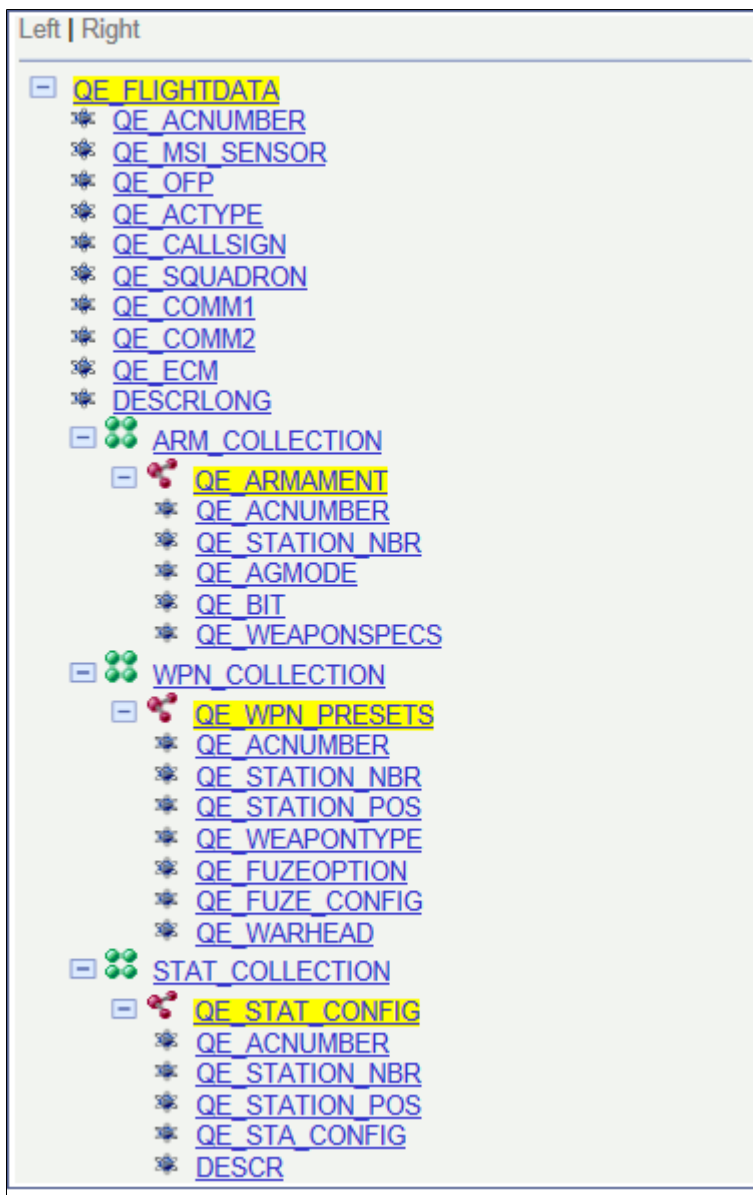 Left | Right
QE_FLIGHTDATA
QE_ACNUMBER
QE_MSI_SENSOR
QE_OFP
QE_ACTYPE
QE_CALLSIGN
QE_SQUADRON
QE_COMM1
QE_COMM2
QE_ECM
DESCRLONG
ARM_COLLECTION
QE_ARMAMENT
QE_ACNUMBER
QE_STATION_NBR
QE_AGMODE
QE_BIT
QE_WEAPONSPECS
WPN_COLLECTION
QE_WPN_PRESETS
QE_ACNUMBER
QE_STATION_NBR
QE_STATION_POS
QE_WEAPONTYPE
QE_FUZEOPTION
QE_FUZE_CONFIG
QE_WARHEAD
STAT_COLLECTION
QE_STAT_CONFIG
QE_ACNUMBER
QE_STATION_NBR
QE_STATION_POS
QE_STA_CONFIG
DESCR